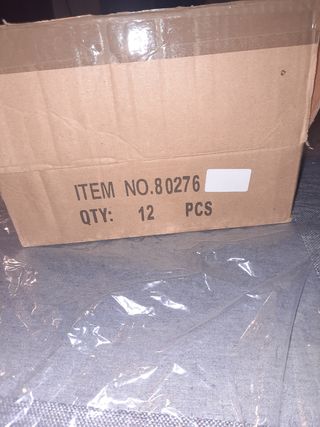 ITEM NO.80276
QTY: 12 PCS